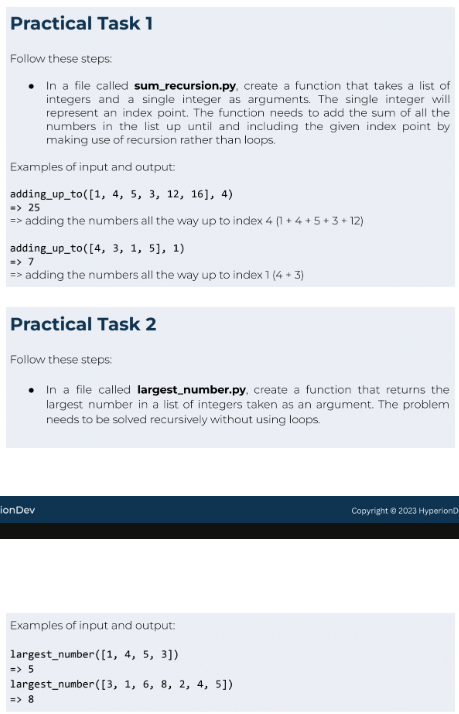 Practical Task 1
Follow these steps:
● In a file called sum_recursion.py, create a function that takes a list of
integers and a single integer as arguments. The single integer will
represent an index point. The function needs to add the sum of all the
numbers in the list up until and including the given index point by
making use of recursion rather than loops.
Examples of input and output:
adding_up_to([1, 4, 5, 3, 12, 16], 4)
=> 25
=> adding the numbers all the way up to index 4 (1 + 4 + 5 + 3 + 12)
adding_up_to([4, 3, 1, 5], 1)
=> 7
=> adding the numbers all the way up to index 1 (4 + 3)
Practical Task 2
Follow these steps:
● In a file called largest_number.py, create a function that returns the
largest number in a list of integers taken as an argument. The problem
needs to be solved recursively without using loops.
ionDev
Copyright © 2023 HyperionD
Examples of input and output:
largest_number([1, 4, 5, 3])
=> 5
largest_number([3, 1, 6, 8, 2, 4, 5])
=> 8